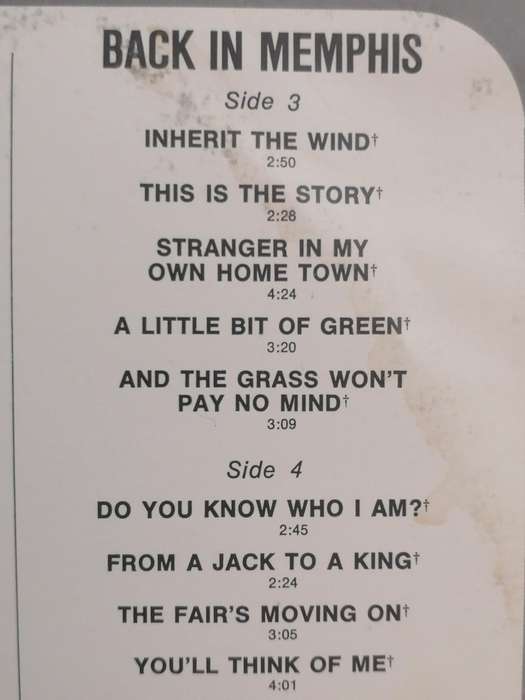 BACK IN MEMPHIS
Side 3
INHERIT THE WIND†
2:50
THIS IS THE STORY†
2:28
STRANGER IN MY
OWN HOME TOWN†
4:24
A LITTLE BIT OF GREEN†
3:20
AND THE GRASS WON'T
PAY NO MIND†
3:09
Side 4
DO YOU KNOW WHO I AM?†
2:45
FROM A JACK TO A KING†
2:24
THE FAIR'S MOVING ON†
3:05
YOU'LL THINK OF ME†
4:01